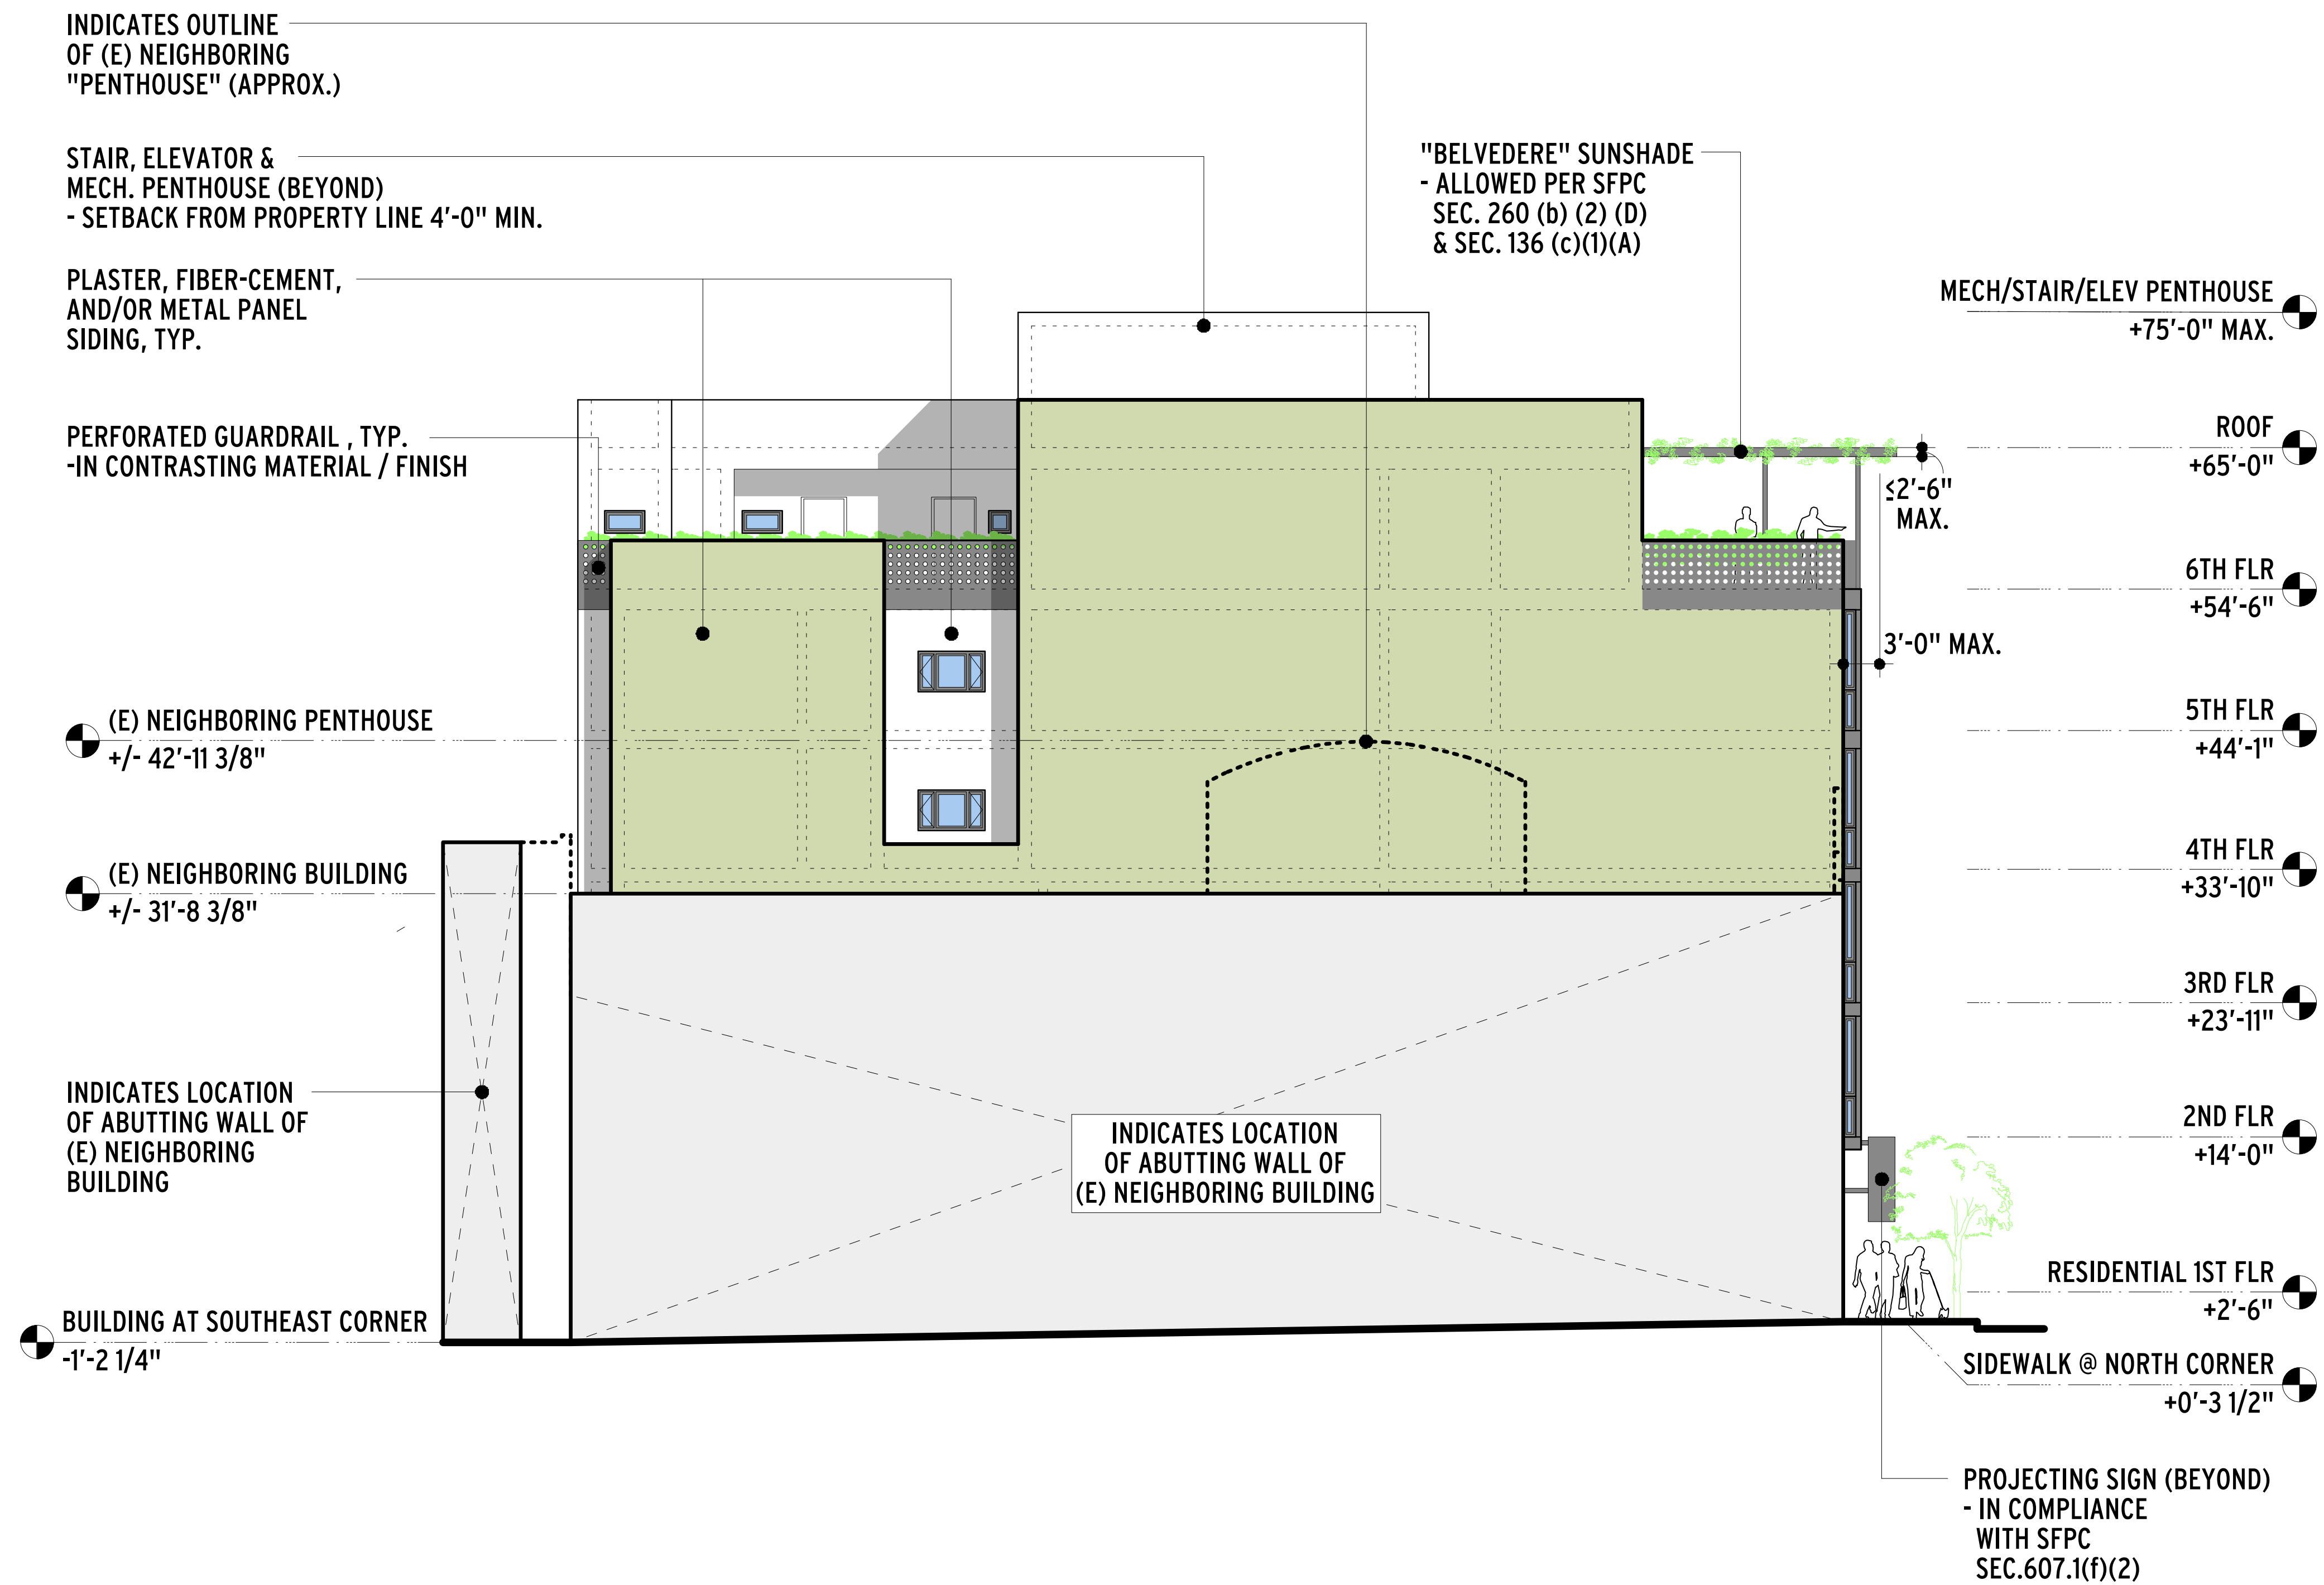 INDICATES OUTLINE
OF (E) NEIGHBORING
"PENTHOUSE" (APPROX.)
STAIR, ELEVATOR &
MECH. PENTHOUSE (BEYOND)
- SETBACK FROM PROPERTY LINE 4'-0" MIN.
PLASTER, FIBER-CEMENT,
AND/OR METAL PANEL
SIDING, TYP.
PERFORATED GUARDRAIL , TYP.
-IN CONTRASTING MATERIAL / FINISH
(E) NEIGHBORING PENTHOUSE
+/- 42'-11 3/8"
(E) NEIGHBORING BUILDING
+/- 31'-8 3/8"
INDICATES LOCATION
OF ABUTTING WALL OF
(E) NEIGHBORING
BUILDING
BUILDING AT SOUTHEAST CORNER
-1'-2 1/4"
INDICATES LOCATION
OF ABUTTING WALL OF
(E) NEIGHBORING BUILDING
"BELVEDERE" SUNSHADE
- ALLOWED PER SFPC
SEC. 260 (b) (2) (D)
& SEC. 136 (c)(1)(A)
≤2'-6"
MAX.
3'-0" MAX.
MECH/STAIR/ELEV PENTHOUSE
+75'-0" MAX.
ROOF
+65'-0"
6TH FLR
+54'-6"
5TH FLR
+44'-1"
4TH FLR
+33'-10"
3RD FLR
+23'-11"
2ND FLR
+14'-0"
RESIDENTIAL 1ST FLR
+2'-6"
SIDEWALK @ NORTH CORNER
+0'-3 1/2"
PROJECTING SIGN (BEYOND)
- IN COMPLIANCE
WITH SFPC
SEC.607.1(f)(2)